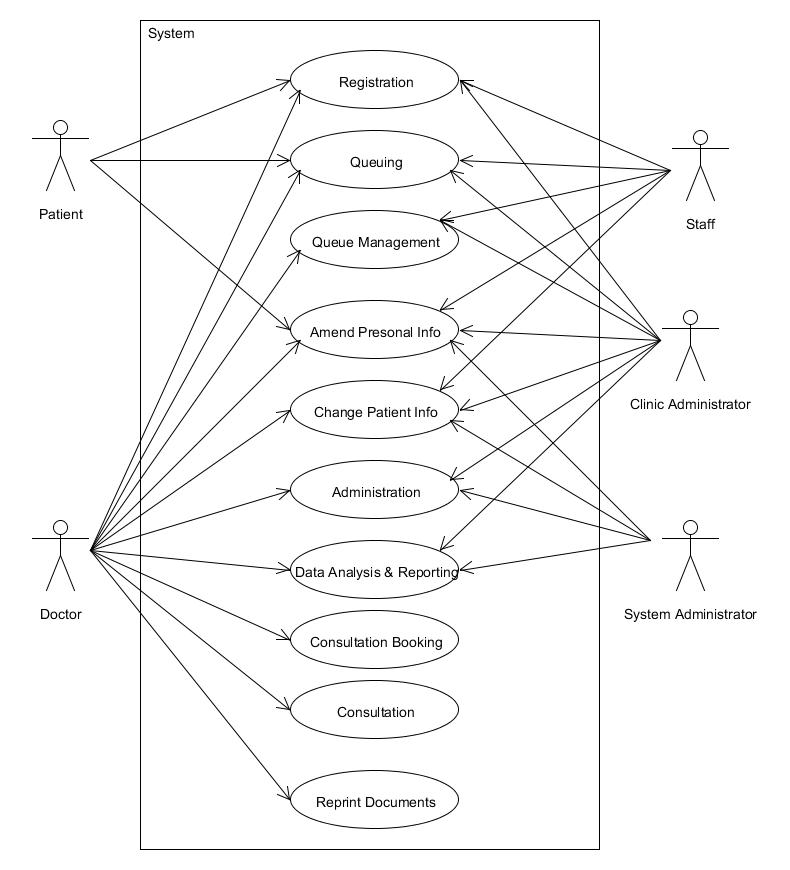 System
Registration
Queuing
Patient
Staff
Queue Management
Amend Presonal Info
Clinic Administrator
Change Patient Info
Administration
Data Analysis & Reporting
Doctor
System Administrator
Consultation Booking
Consultation
Reprint Documents